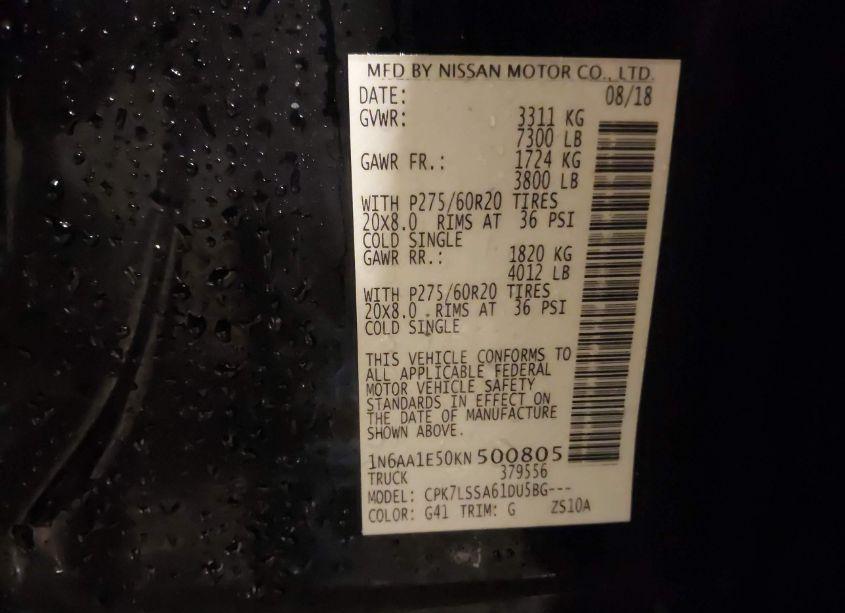 MFD BY NISSAN MOTOR CO., LTD.
DATE: 08/18
GVWR: 3311 KG
7300 LB
GAWR FR.: 1724 KG
3800 LB
WITH P275/60R20 TIRES
20X8.0 RIMS AT 36 PSI
COLD SINGLE
GAWR RR.: 1820 KG
4012 LB
WITH P275/60R20 TIRES
20X8.0 RIMS AT 36 PSI
COLD SINGLE
THIS VEHICLE CONFORMS TO
ALL APPLICABLE FEDERAL
MOTOR VEHICLE SAFETY
STANDARDS IN EFFECT ON
THE DATE OF MANUFACTURE
SHOWN ABOVE.
1N6AA1E50KN500805
TRUCK 379556
MODEL: CPK7LSSA61DU5BG---
COLOR: G41 TRIM: G ZS10A